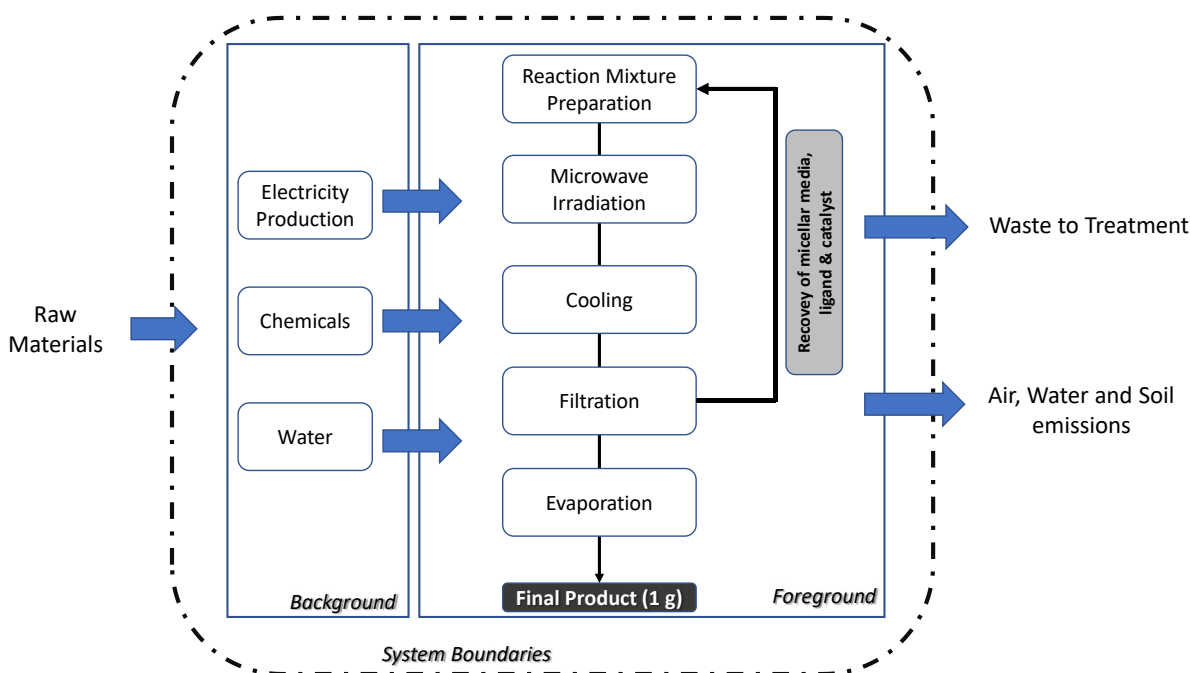 Raw
Materials
Electricity
Production
Chemicals
Water
Background
Reaction Mixture
Preparation
Microwave
Irradiation
Cooling
Filtration
Evaporation
Final Product (1 g)
Recovey of micellar media,
ligand & catalyst
Foreground
System Boundaries
Waste to Treatment
Air, Water and Soil
emissions